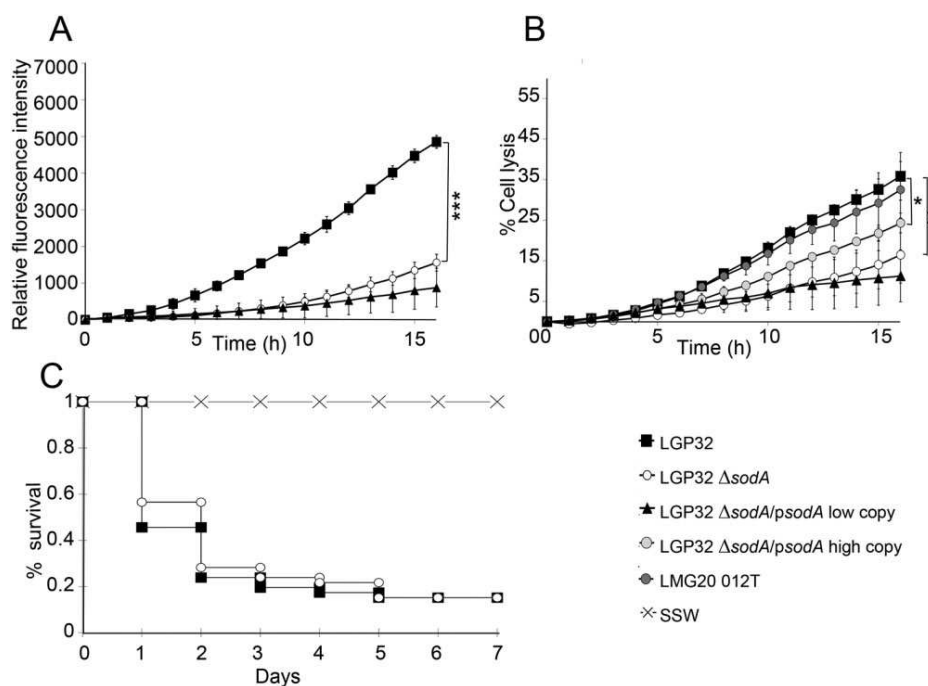 A
Relative fluorescence intensity
7000
6000
5000
4000
3000
2000
1000
0
0 5 10 15
Time (h)
***
B
% Cell lysis
55
45
35
25
15
5
00 5 10 15
Time (h)
*
C
% survival
1
0.8
0.6
0.4
0.2
0
0 1 2 3 4 5 6 7
Days
LGP32
LGP32 ΔsodA
LGP32 ΔsodA/psodA low copy
LGP32 ΔsodA/psodA high copy
LMG20 012T
SSW